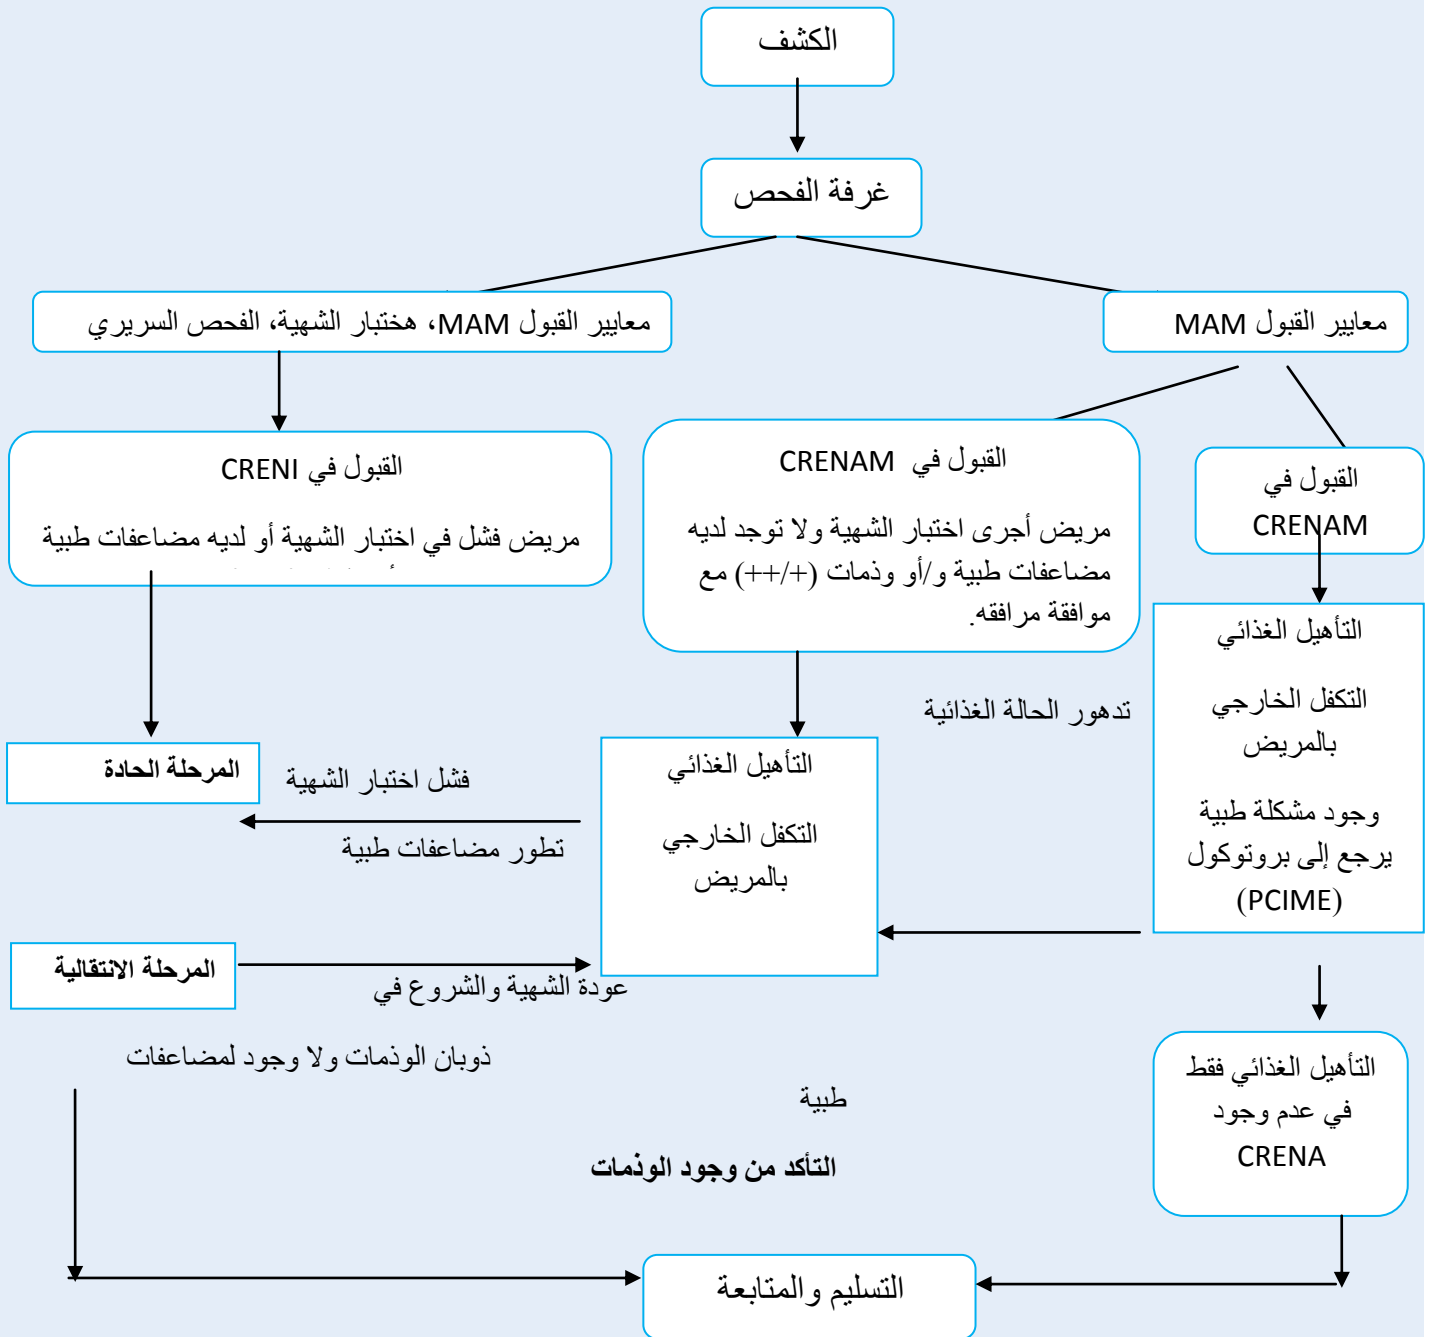 الكشف
غرفة الفحص
معايير القبول MAM
معايير القبول MAM، هختبار الشهية، الفحص السريري
القبول في
CRENAM
القبول في CRENAM
مريض أجرى اختبار الشهية ولا توجد لديه
مضاعفات طبية و/أو وذمات (+/++) مع
موافقة مرافقه.
القبول في CRENI
مريض فشل في اختبار الشهية أو لديه مضاعفات طبية
التأهيل الغذائي
التكفل الخارجي
بالمريض
وجود مشكلة طبية
يرجع إلى بروتوكول
(PCIME)
تدهور الحالة الغذائية
التأهيل الغذائي
التكفل الخارجي
بالمريض
المرحلة الحادة
فشل اختبار الشهية
تطور مضاعفات طبية
المرحلة الانتقالية
عودة الشهية والشروع في
ذوبان الوذمات ولا وجود لمضاعفات
طبية
التأكد من وجود الوذمات
التأهيل الغذائي فقط
في عدم وجود
CRENA
التسليم والمتابعة